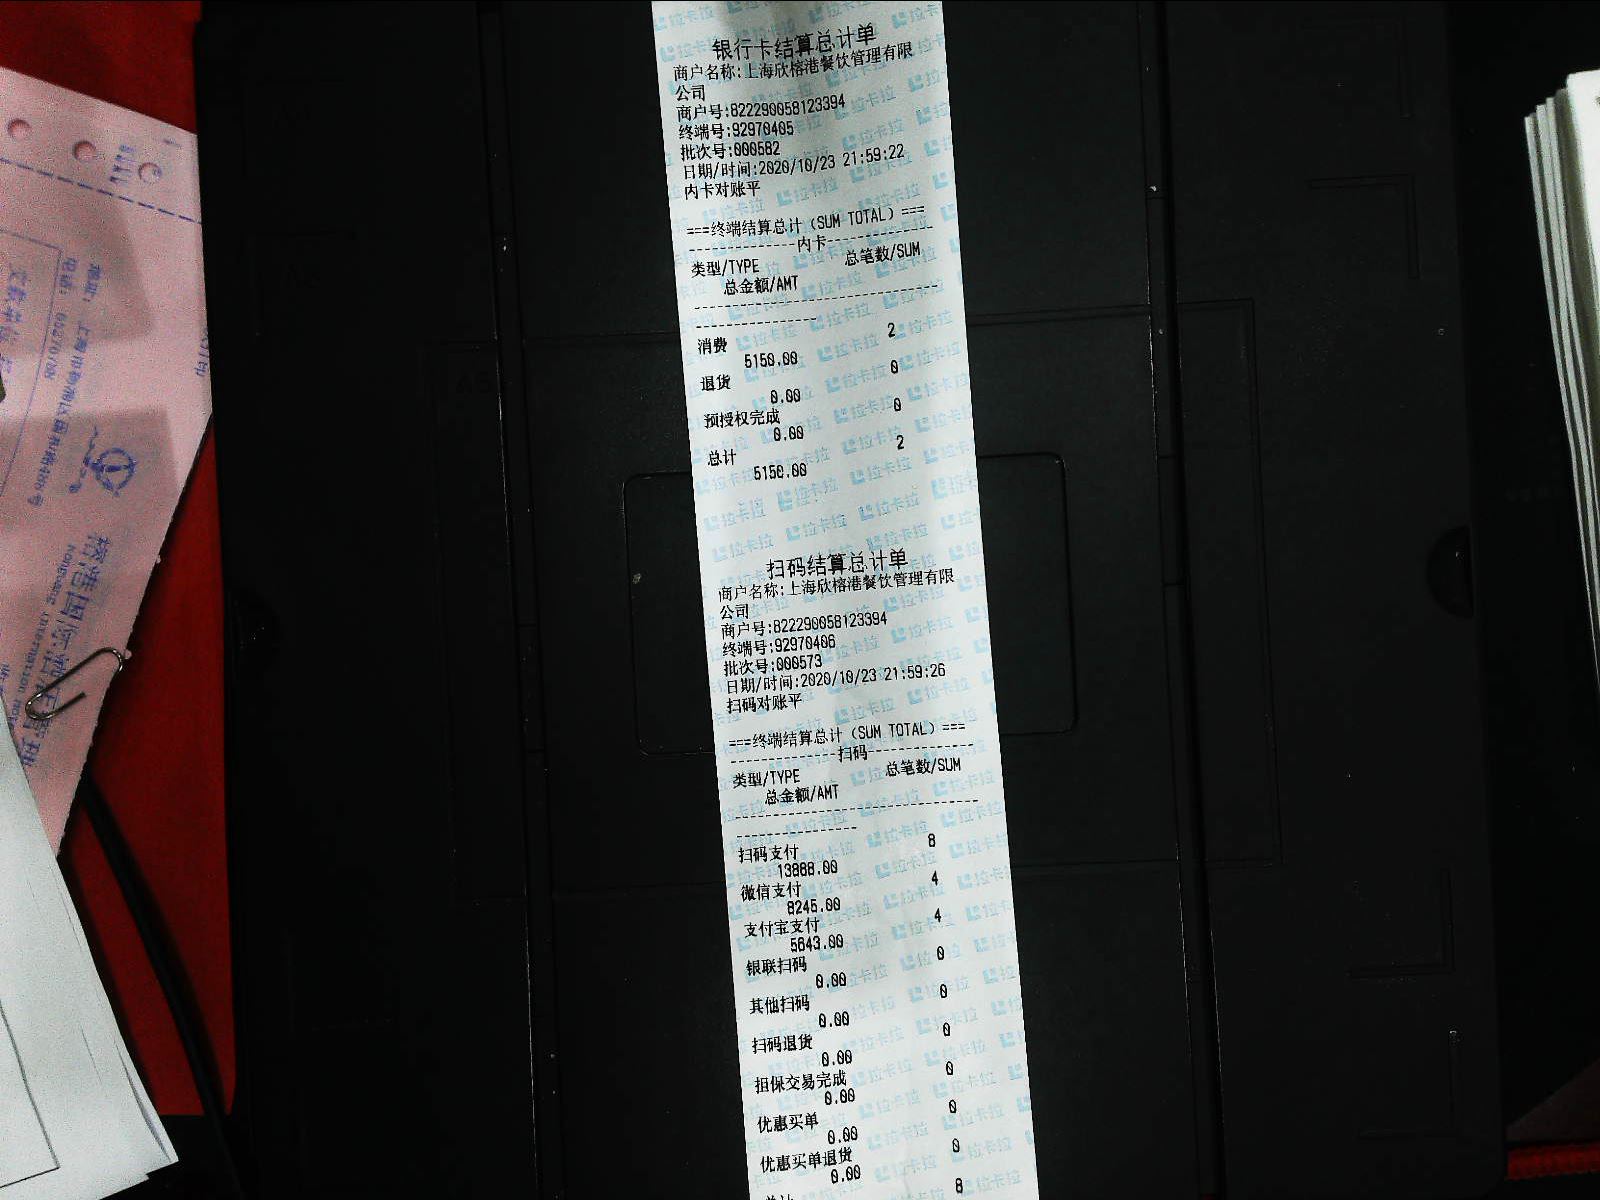 银行卡结算总计单
商户名称:上海欣榕港餐饮管理有限
公司
商户号:822290058123394
终端号:92970405
批次号:000582
日期/时间:2020/10/23 21:59:22
内卡对账平
===终端结算总计（SUM TOTAL）===
---------------内卡---------------
类型/TYPE 总笔数/SUM
总金额/AMT
消费 2
5150.00
退货 0
0.00
预授权完成 0
0.00
总计 2
5150.00
扫码结算总计单
商户名称:上海欣榕港餐饮管理有限
公司
商户号:822290058123394
终端号:92970406
批次号:000573
日期/时间:2020/10/23 21:59:26
扫码对账平
===终端结算总计（SUM TOTAL）===
---------------扫码---------------
类型/TYPE 总笔数/SUM
总金额/AMT
扫码支付 8
13888.00
微信支付 4
8245.00
支付宝支付 4
5643.00
银联扫码 0
0.00
其他扫码 0
0.00
扫码退货 0
0.00
担保交易完成 0
0.00
优惠买单 0
0.00
优惠买单退货 0
0.00
总计 8
拉卡拉